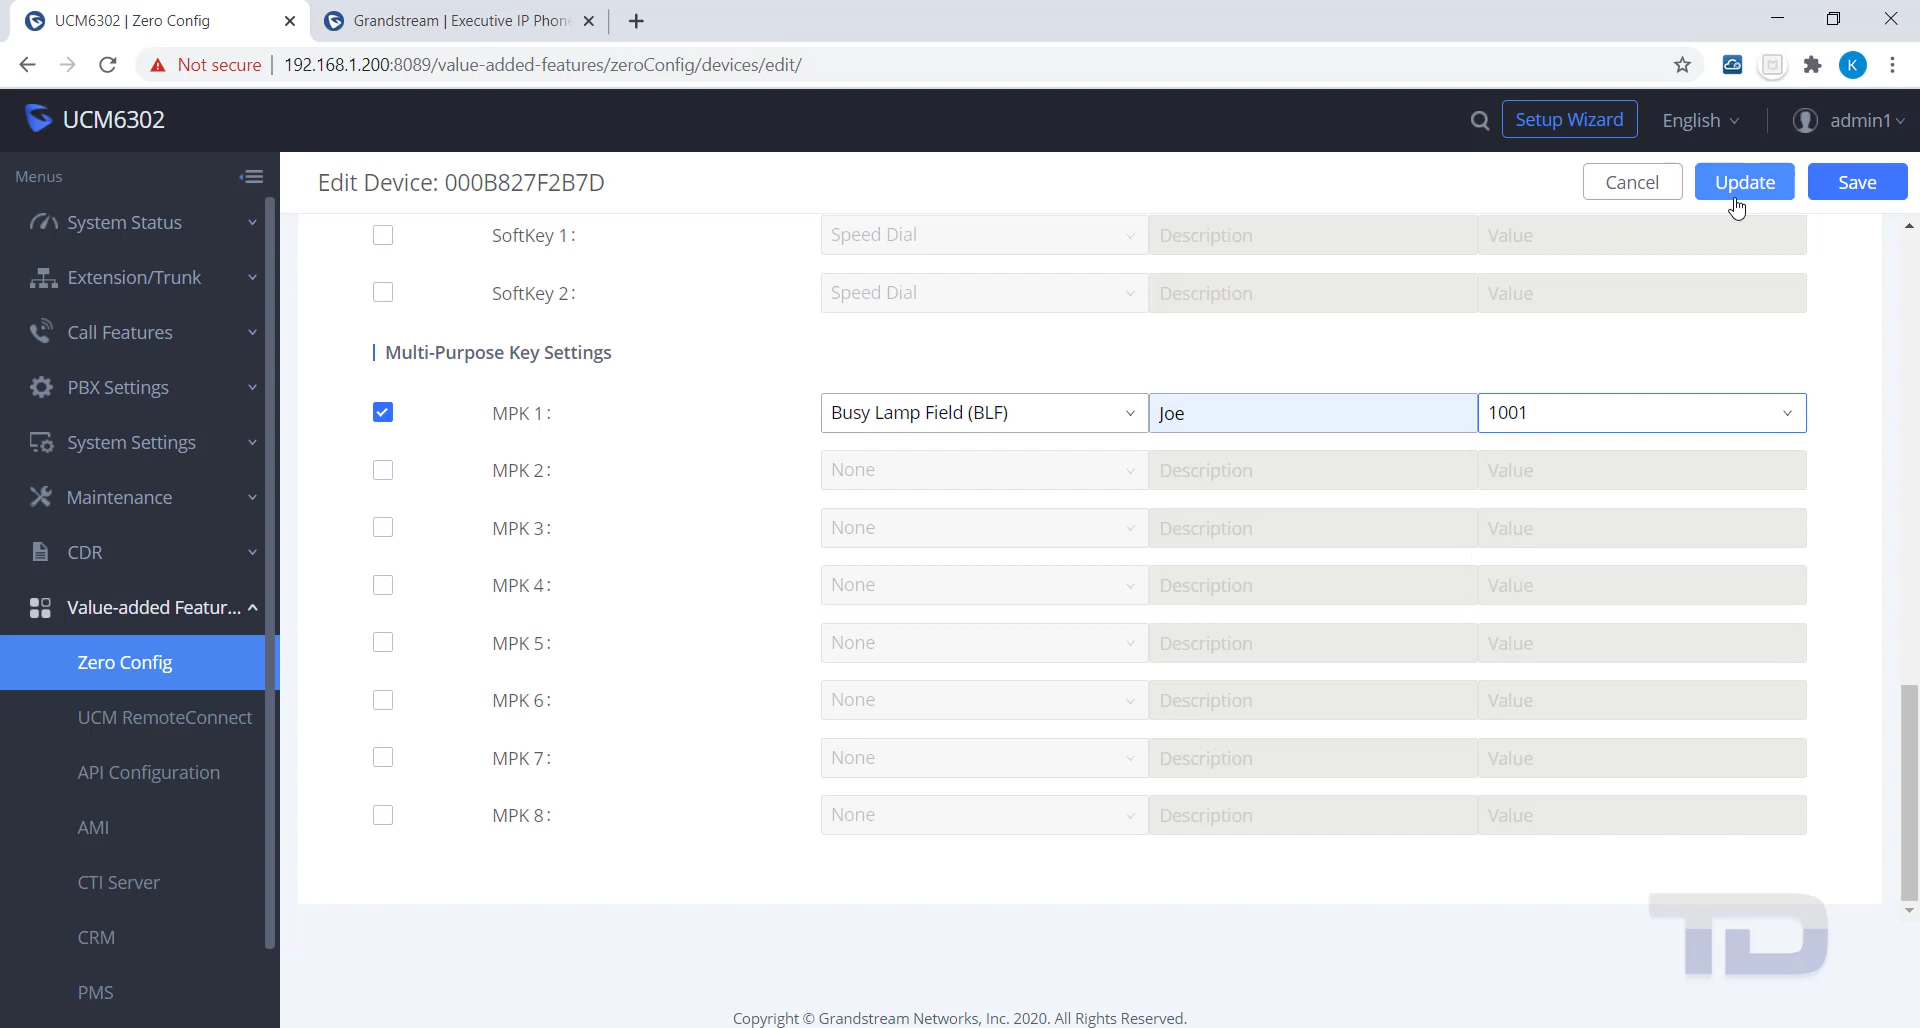 UCM6302 | Zero Config
Grandstream | Executive IP Phon
Not secure
192.168.1.200:8089/value-added-features/zeroConfig/devices/edit/
K
UCM6302
Setup Wizard
English
admin1
Menus
Edit Device: 000B827F2B7D
Cancel
Update
Save
System Status
Extension/Trunk
Call Features
PBX Settings
System Settings
Maintenance
CDR
Value-added Featur...
Zero Config
UCM RemoteConnect
API Configuration
AMI
CTI Server
CRM
PMS
SoftKey 1: Speed Dial Description Value
SoftKey 2: Speed Dial Description Value
Multi-Purpose Key Settings
MPK 1: Busy Lamp Field (BLF) Joe 1001
MPK 2: None Description Value
MPK 3: None Description Value
MPK 4: None Description Value
MPK 5: None Description Value
MPK 6: None Description Value
MPK 7: None Description Value
MPK 8: None Description Value
TD
Copyright © Grandstream Networks, Inc. 2020. All Rights Reserved.